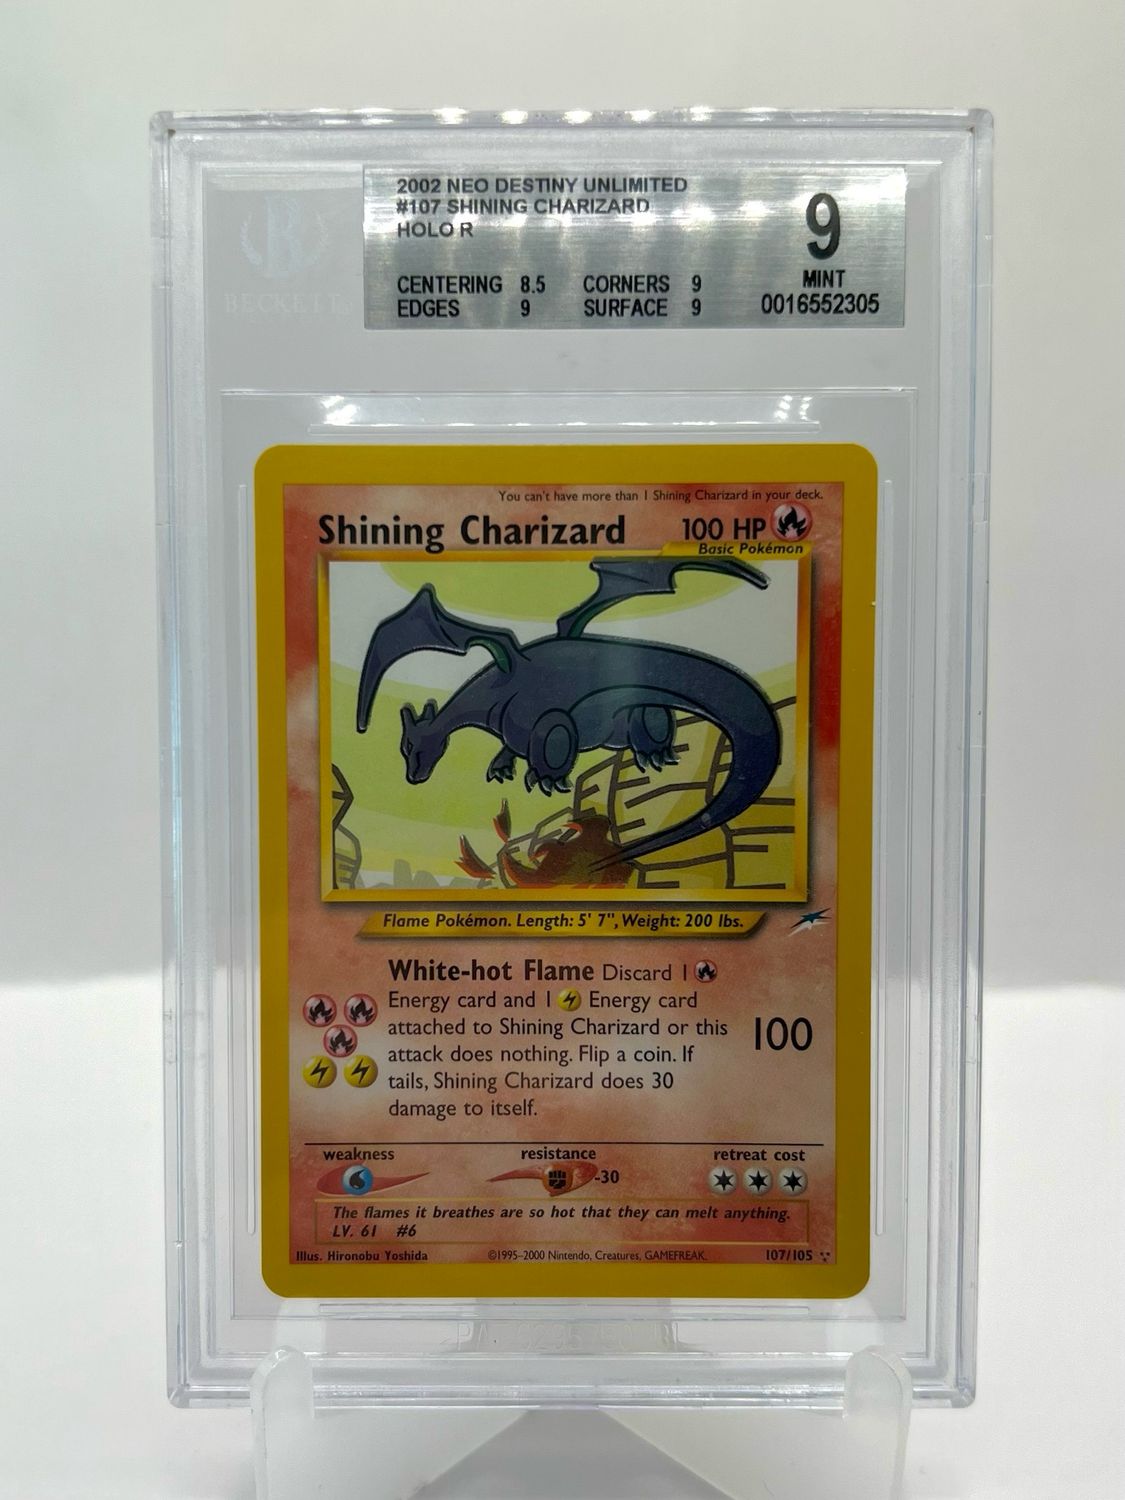 BECKETT
2002 NEO DESTINY UNLIMITED
#107 SHINING CHARIZARD
HOLO R
CENTERING 8.5 CORNERS 9
EDGES 9 SURFACE 9
9
MINT
0016552305
You can't have more than 1 Shining Charizard in your deck.
Shining Charizard 100 HP
Basic Pokémon
Flame Pokémon. Length: 5' 7", Weight: 200 lbs.
White-hot Flame Discard 1
Energy card and 1 Energy card
attached to Shining Charizard or this
attack does nothing. Flip a coin. If
tails, Shining Charizard does 30
damage to itself.
100
weakness resistance retreat cost
-30
The flames it breathes are so hot that they can melt anything.
LV. 61 #6
Illus. Hironobu Yoshida ©1995-2000 Nintendo, Creatures, GAMEFREAK. 107/105